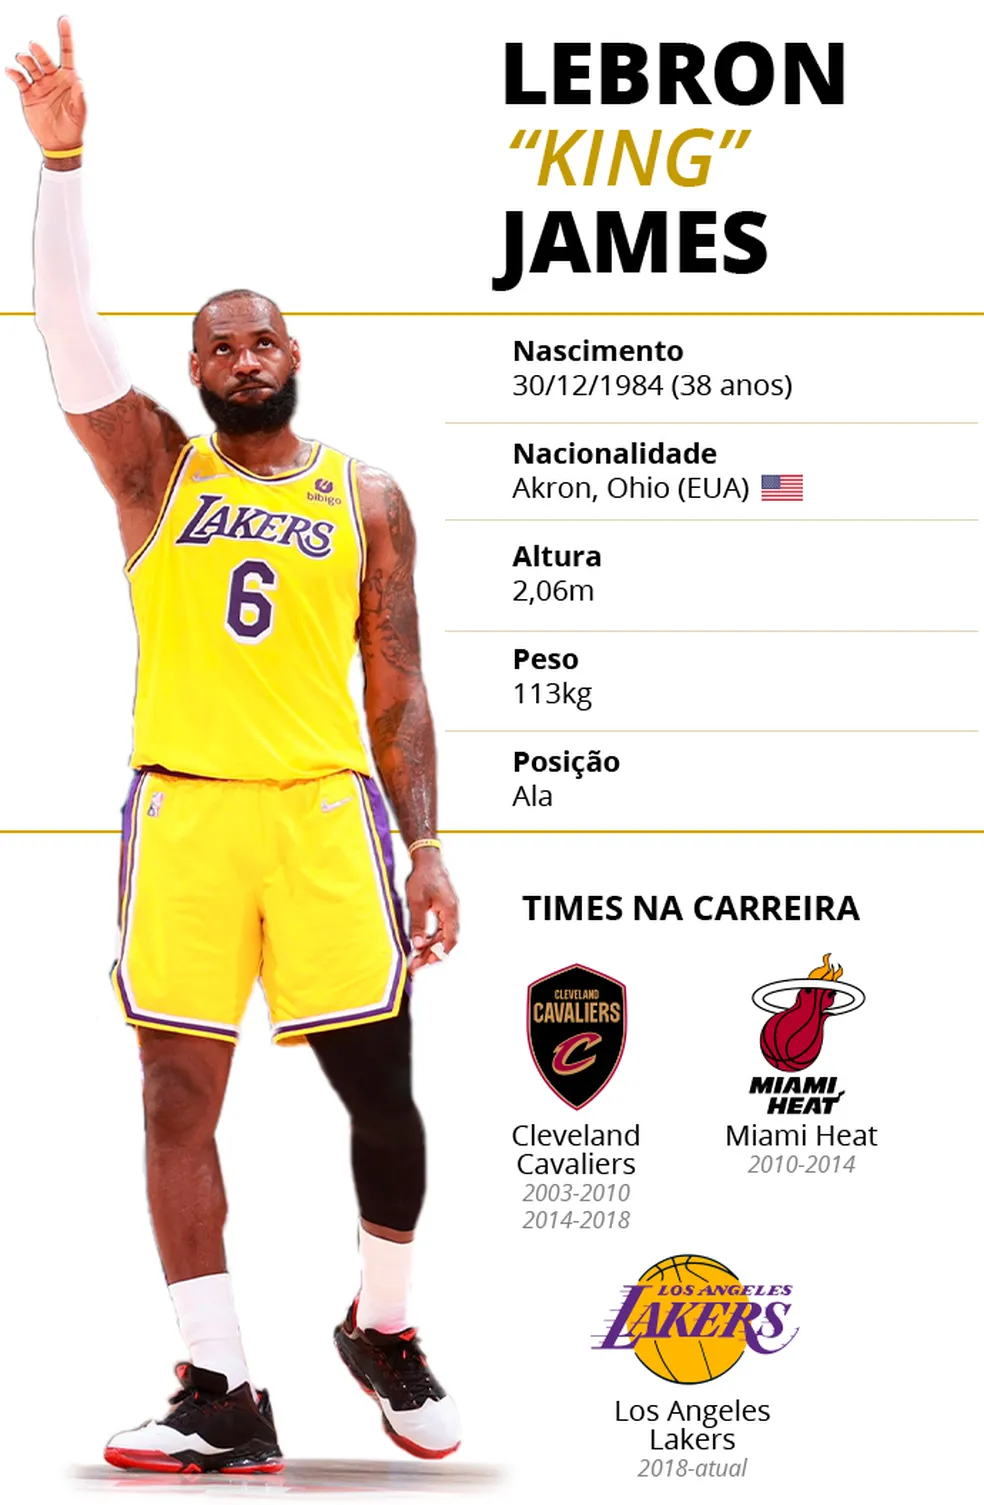 LEBRON
“KING”
JAMES
Nascimento
30/12/1984 (38 anos)
Nacionalidade
Akron, Ohio (EUA)
Altura
2,06m
Peso
113kg
Posição
Ala
bibigo
LAKERS
6
TIMES NA CARREIRA
CLEVELAND
CAVALIERS
C
Cleveland
Cavaliers
2003-2010
2014-2018
MIAMI
HEAT
Miami Heat
2010-2014
LOS ANGELES
LAKERS
Los Angeles
Lakers
2018-atual